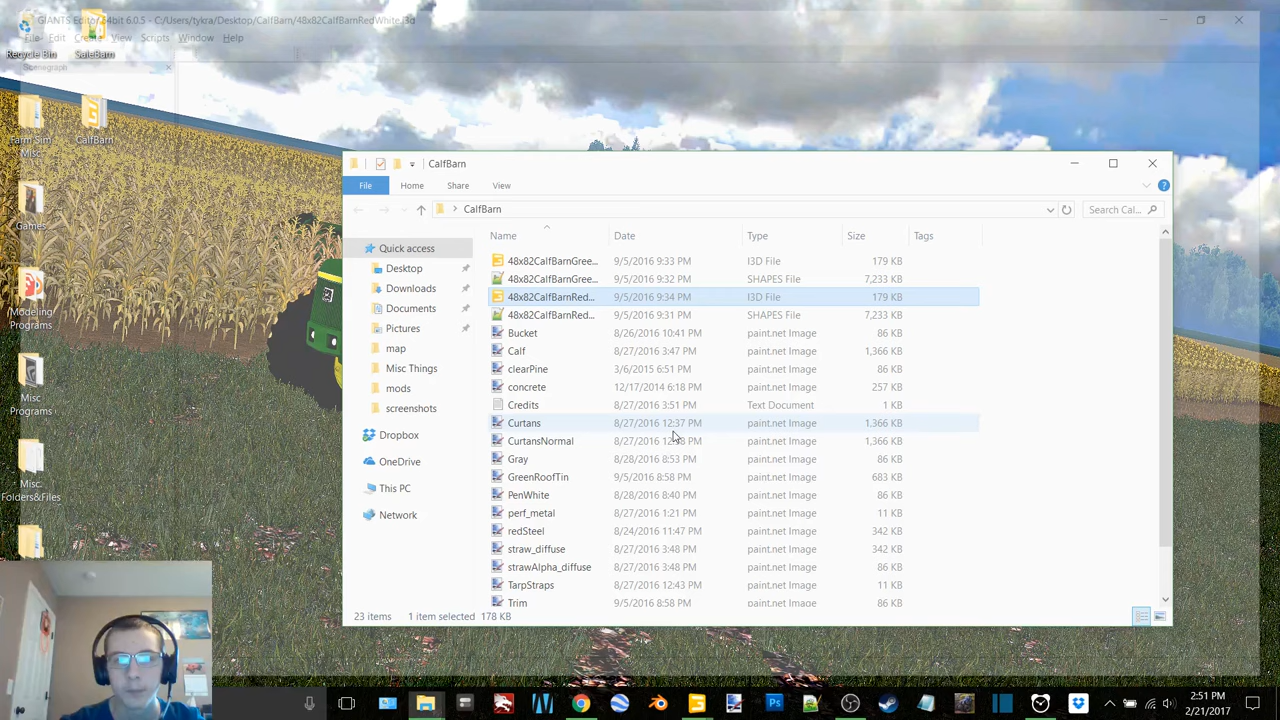 GIANTS Editor 64bit 6.0.5 - C:/Users/tykra/Desktop/CalfBarn/48x82CalfBarnRedWhite.i3d
File Edit Create View Scripts Window Help
Recycle Bin SaleBarn
Scenegraph
Farm Sim Misc.
CalfBarn
Games
Modeling Programs
Misc Programs
Misc. Folders&Files
CalfBarn
File Home Share View
CalfBarn
Search Cal...
Name Date Type Size Tags
Quick access
Desktop
Downloads
Documents
Pictures
map
Misc Things
mods
screenshots
Dropbox
OneDrive
This PC
Network
48x82CalfBarnGree... 9/5/2016 9:33 PM I3D File 179 KB
48x82CalfBarnGree... 9/5/2016 9:32 PM SHAPES File 7,233 KB
48x82CalfBarnRed... 9/5/2016 9:34 PM I3D File 179 KB
48x82CalfBarnRed... 9/5/2016 9:31 PM SHAPES File 7,233 KB
Bucket 8/26/2016 10:41 PM paint.net Image 86 KB
Calf 8/27/2016 3:47 PM paint.net Image 1,366 KB
clearPine 3/6/2015 6:51 PM paint.net Image 86 KB
concrete 12/17/2014 6:18 PM paint.net Image 257 KB
Credits 8/27/2016 3:51 PM Text Document 1 KB
Curtans 8/27/2016 12:37 PM paint.net Image 1,366 KB
CurtansNormal 8/27/2016 PM paint.net Image 1,366 KB
Gray 8/28/2016 8:53 PM paint.net Image 86 KB
GreenRoofTin 9/5/2016 8:58 PM paint.net Image 683 KB
PenWhite 8/28/2016 8:40 PM paint.net Image 86 KB
perf_metal 8/27/2016 1:21 PM paint.net Image 11 KB
redSteel 8/24/2016 11:47 PM paint.net Image 342 KB
straw_diffuse 8/27/2016 3:48 PM paint.net Image 342 KB
strawAlpha_diffuse 8/27/2016 3:48 PM paint.net Image 86 KB
TarpStraps 8/27/2016 12:43 PM paint.net Image 11 KB
Trim 9/5/2016 8:58 PM paint.net Image 86 KB
23 items 1 item selected 178 KB
2:51 PM
2/21/2017